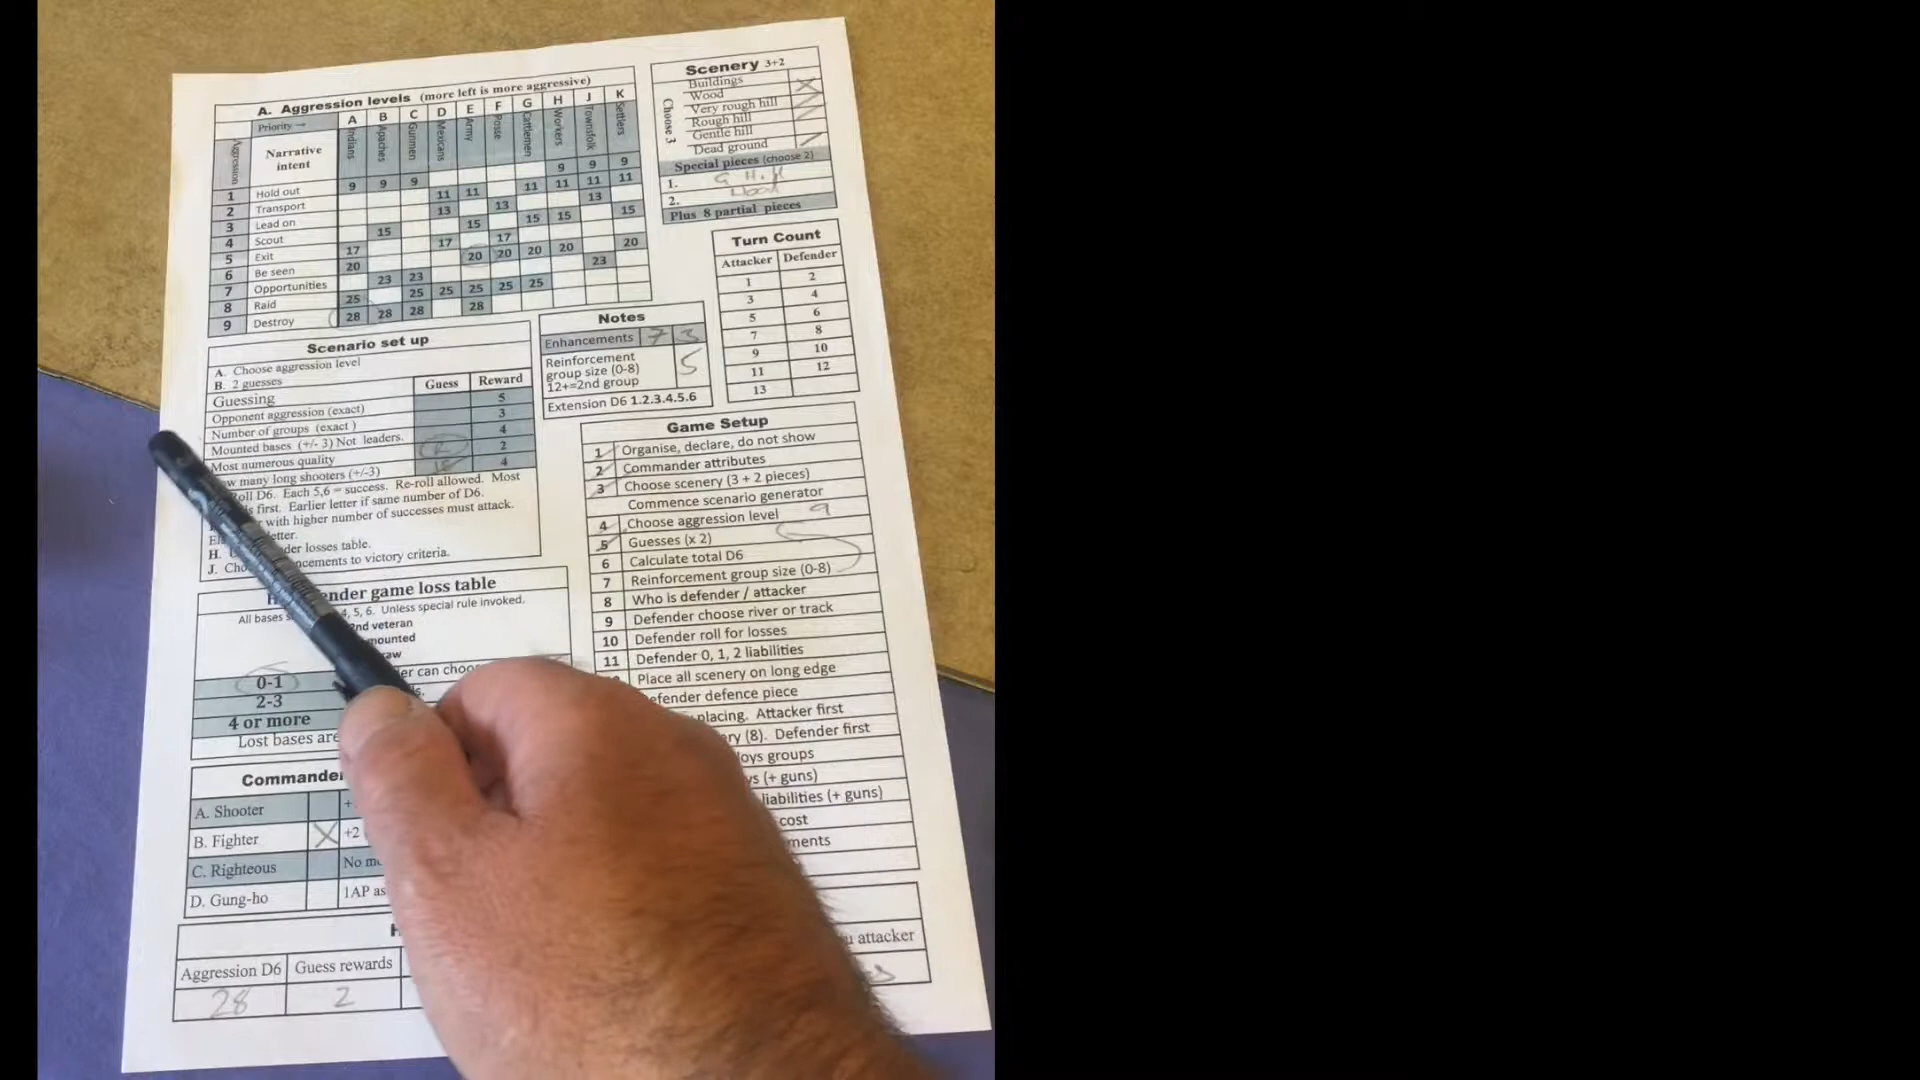 A. Aggression levels (more left is more aggressive)
Priority →
A B C D E F G H J K
Aggression
Narrative intent
Indians Apaches Gunmen Mexicans Army Posse Cattlemen Workers Townsfolk Settlers
1 Hold out 9 9 9 9 9 9
2 Transport 11 11 11 11 11 11
3 Lead on 13 13 13
4 Scout 15 15 15 15 15
5 Exit 17 17 17
6 Be seen 20 20 20 20 20 20
7 Opportunities 23 23 23
8 Raid 25 25 25 25 25 25
9 Destroy 28 28 28 28
Scenery 3+2
Choose 3
Buildings
Wood
Very rough hill
Rough hill
Gentle hill
Dead ground
Special pieces (choose 2)
1.
2.
Plus 8 partial pieces
Turn Count
Attacker Defender
1 2
3 4
5 6
7 8
9 10
11 12
13
Scenario set up
A. Choose aggression level
B. 2 guesses
Guessing Guess Reward
Opponent aggression (exact) 5
Number of groups (exact ) 3
Mounted bases (+/- 3) Not leaders. 4
Most numerous quality 2
many long shooters (+/-3) 4
Roll D6. Each 5,6 = success. Re-roll allowed. Most
first. Earlier letter if same number of D6.
with higher number of successes must attack.
letter.
H. losses table.
J. to victory criteria.
Notes
Enhancements 7 3
Reinforcement
group size (0-8) 5
12+=2nd group
Extension D6 1.2.3.4.5.6
Game Setup
1 Organise, declare, do not show
2 Commander attributes
3 Choose scenery (3 + 2 pieces)
Commence scenario generator
4 Choose aggression level 9
5 Guesses (x 2)
6 Calculate total D6
7 Reinforcement group size (0-8)
8 Who is defender / attacker
9 Defender choose river or track
10 Defender roll for losses
11 Defender 0, 1, 2 liabilities
Place all scenery on long edge
defence piece
placing. Attacker first
(8). Defender first
groups
(+ guns)
liabilities (+ guns)
cost
game loss table
All bases 4, 5, 6. Unless special rule invoked.
2nd veteran
mounted
can
0-1
2-3
4 or more
Lost bases are
A. Shooter
B. Fighter X +2
C. Righteous No
D. Gung-ho 1AP as
attacker
Aggression D6 Guess rewards
28 2